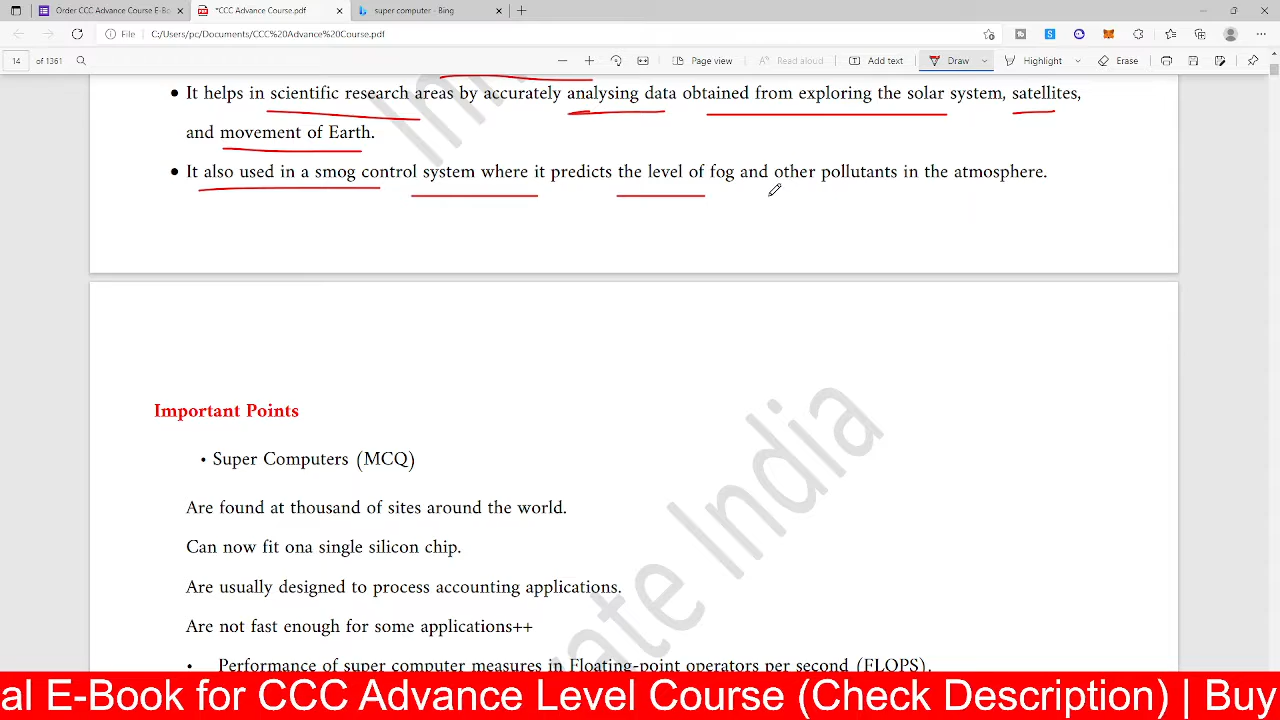 Order CCC Advance Course E-B
*CCC Advance Course.pdf
super computer - Bing
File
C:/Users/pc/Documents/CCC%20Advance%20Course.pdf
14 of 1361
Page view
Read aloud
Add text
Draw
Highlight
Erase
• It helps in scientific research areas by accurately analysing data obtained from exploring the solar system, satellites,
and movement of Earth.
• It also used in a smog control system where it predicts the level of fog and other pollutants in the atmosphere.
Important Points
• Super Computers (MCQ)
Are found at thousand of sites around the world.
Can now fit ona single silicon chip.
Are usually designed to process accounting applications.
Are not fast enough for some applications++
• Performance of super computer measures in Floating-point operators per second (FLOPS).
India
al E-Book for CCC Advance Level Course (Check Description) | Buy